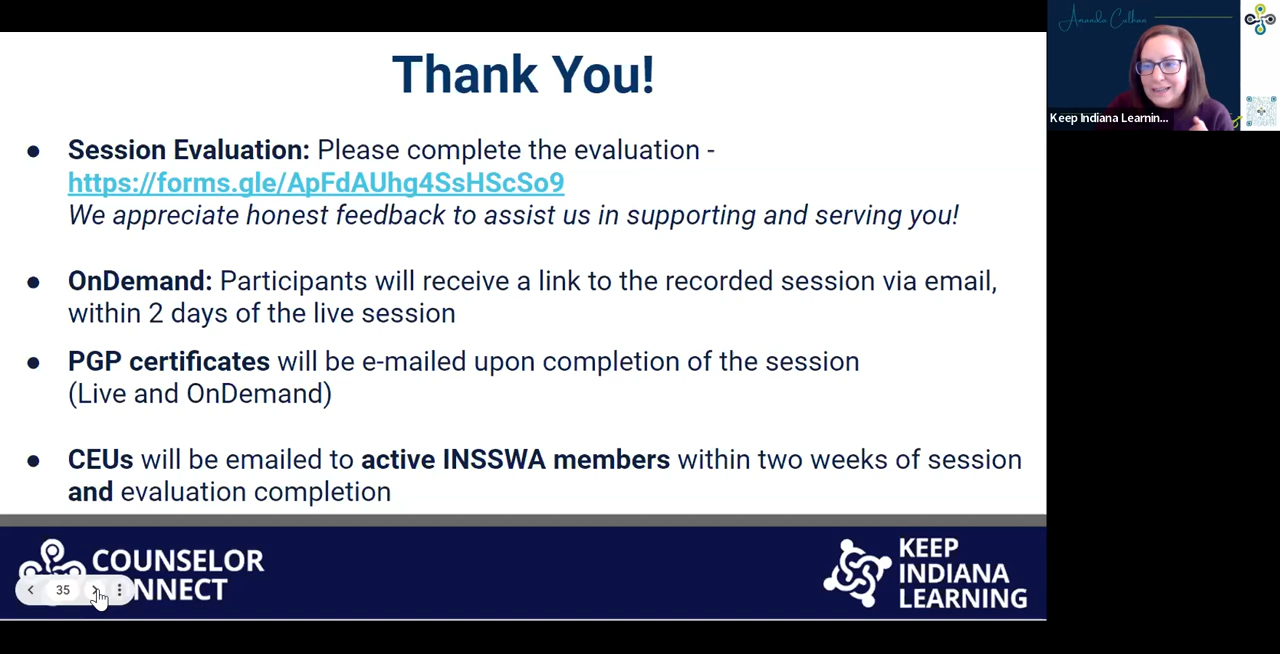 Thank You!
● Session Evaluation: Please complete the evaluation -
https://forms.gle/ApFdAUhg4SsHScSo9
We appreciate honest feedback to assist us in supporting and serving you!
● OnDemand: Participants will receive a link to the recorded session via email,
within 2 days of the live session
● PGP certificates will be e-mailed upon completion of the session
(Live and OnDemand)
● CEUs will be emailed to active INSSWA members within two weeks of session
and evaluation completion
COUNSELOR
NNECT
35
KEEP
INDIANA
LEARNING
Amanda Culhan
Keep Indiana Learnin...